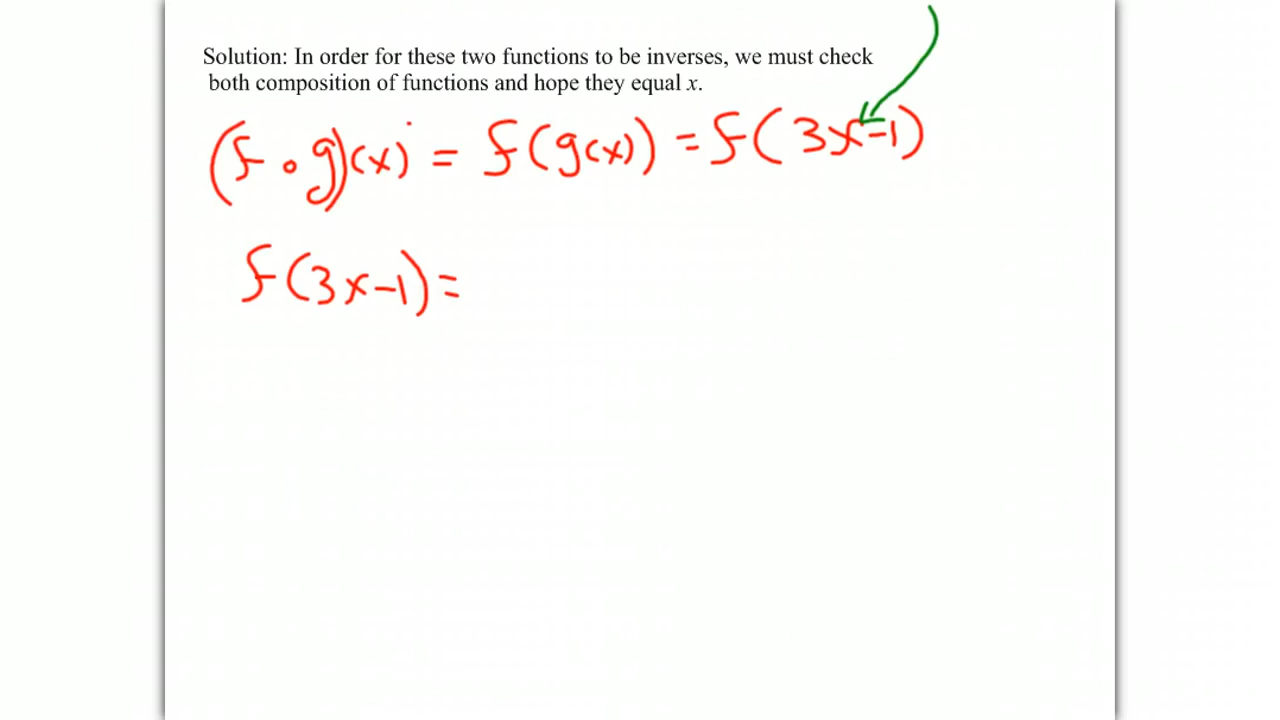 Solution: In order for these two functions to be inverses, we must check
both composition of functions and hope they equal x.
(f ∘ g)(x) = f(g(x)) = f(3x-1)
f(3x-1) =